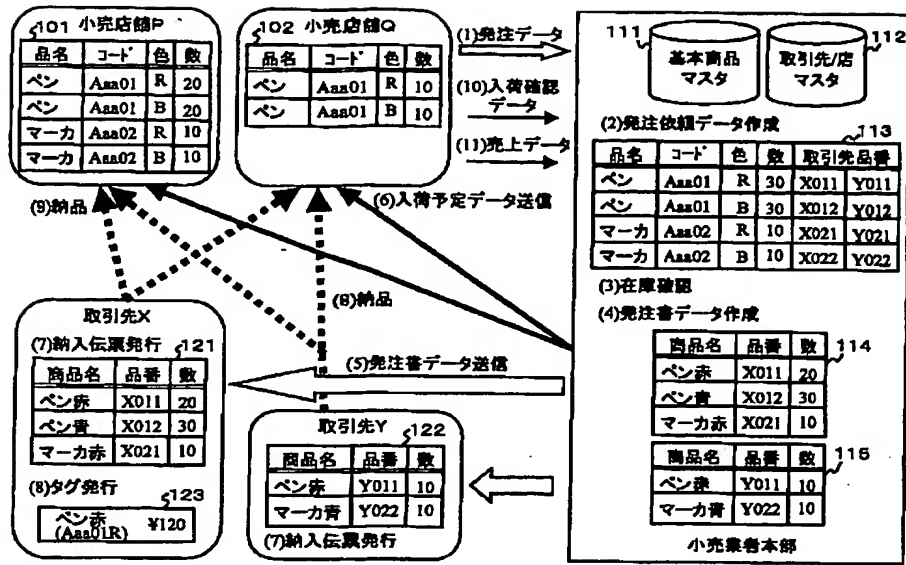 101 小売店舗P
品名 コード 色 数
ペン Aaa01 R 20
ペン Aaa01 B 20
マーカ Aaa02 R 10
マーカ Aaa02 B 10
102 小売店舗Q
品名 コード 色 数
ペン Aaa01 R 10
ペン Aaa01 B 10
(1)発注データ
(10)入荷確認
データ
(11)売上データ
111
基本商品
マスタ
112
取引先/店
マスタ
(2)発注依頼データ作成
113
品名 コード 色 数 取引先品番
ペン Aaa01 R 30 X011 Y011
ペン Aaa01 B 30 X012 Y012
マーカ Aaa02 R 10 X021 Y021
マーカ Aaa02 B 10 X022 Y022
(3)在庫確認
(4)発注書データ作成
114
商品名 品番 数
ペン赤 X011 20
ペン青 X012 30
マーカ赤 X021 10
115
商品名 品番 数
ペン赤 Y011 10
マーカ青 Y022 10
小売業者本部
(9)納品
(6)入荷予定データ送信
(8)納品
(5)発注書データ送信
取引先X
(7)納入伝票発行
121
商品名 品番 数
ペン赤 X011 20
ペン青 X012 30
マーカ赤 X021 10
(8)タグ発行
123
ペン赤
(Aaa01R)
¥120
取引先Y
122
商品名 品番 数
ペン赤 Y011 10
マーカ青 Y022 10
(7)納入伝票発行